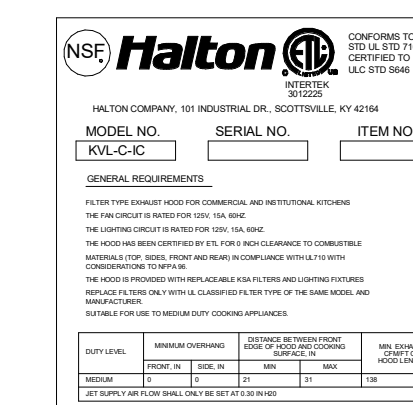 NSF® Halton ETL CONFORMS TO
STD UL STD 71
CERTIFIED TO
ULC STD S646
C LISTED US
INTERTEK
3012225
HALTON COMPANY, 101 INDUSTRIAL DR., SCOTTSVILLE, KY 42164
MODEL NO. SERIAL NO. ITEM NO
KVL-C-IC
GENERAL REQUIREMENTS
FILTER TYPE EXHAUST HOOD FOR COMMERCIAL AND INSTITUTIONAL KITCHENS
THE FAN CIRCUIT IS RATED FOR 125V, 15A, 60HZ.
THE LIGHTING CIRCUIT IS RATED FOR 125V, 15A, 60HZ.
THE HOOD HAS BEEN CERTIFIED BY ETL FOR 0 INCH CLEARANCE TO COMBUSTIBLE
MATERIALS (TOP, SIDES, FRONT AND REAR) IN COMPLIANCE WITH UL710 WITH
CONSIDERATIONS TO NFPA 96.
THE HOOD IS PROVIDED WITH REPLACEABLE KSA FILTERS AND LIGHTING FIXTURES
REPLACE FILTERS ONLY WITH UL CLASSIFIED FILTER TYPE OF THE SAME MODEL AND
MANUFACTURER.
SUITABLE FOR USE TO MEDIUM DUTY COOKING APPLIANCES.
DUTY LEVEL MINIMUM OVERHANG DISTANCE BETWEEN FRONT
EDGE OF HOOD AND COOKING
SURFACE, IN MIN. EXHA
CFM/FT O
HOOD LEN
FRONT, IN SIDE, IN MIN MAX
MEDIUM 0 0 21 31 138
JET SUPPLY AIR FLOW SHALL ONLY BE SET AT 0.30 IN H20